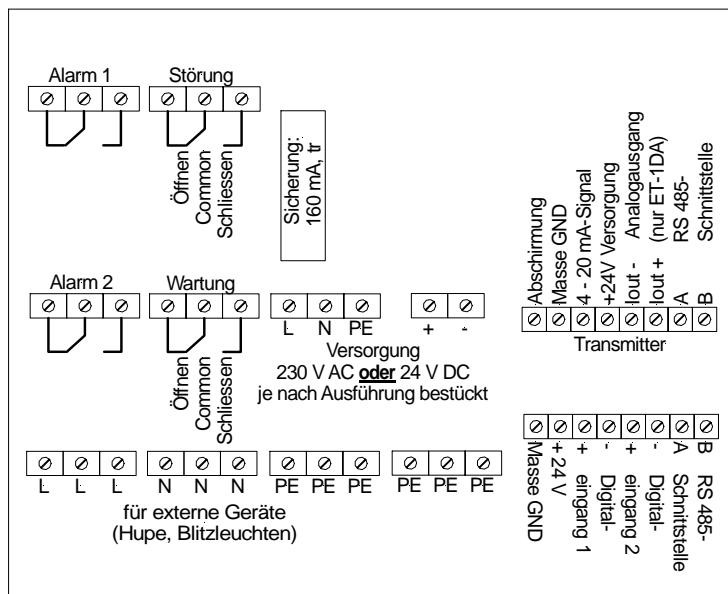 Alarm 1
Störung
Öffnen
Common
Schliessen
Sicherung:
160 mA, tr
Abschirmung
Masse GND
4 - 20 mA-Signal
+24V Versorgung
Iout - Analogausgang
Iout + (nur ET-1DA)
A RS 485-
B Schnittstelle
Transmitter
Alarm 2
Wartung
Öffnen
Common
Schliessen
L N PE
+ -
Versorgung
230 V AC oder 24 V DC
je nach Ausführung bestückt
L L L N N N PE PE PE PE PE PE
für externe Geräte
(Hupe, Blitzleuchten)
Masse GND
+ 24 V
+ eingang 1
- Digital-
+ eingang 2
- Digital-
A Schnittstelle
B RS 485-